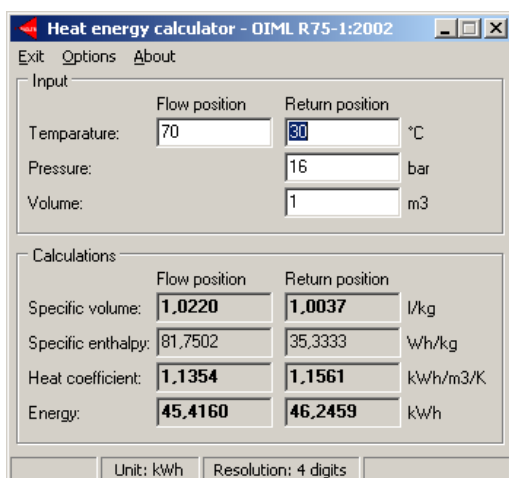 Heat energy calculator - OIML R75-1:2002
Exit Options About
Input
Flow position Return position
Temparature: 70 30 °C
Pressure: 16 bar
Volume: 1 m3
Calculations
Flow position Return position
Specific volume: 1,0220 1,0037 l/kg
Specific enthalpy: 81,7502 35,3333 Wh/kg
Heat coefficient: 1,1354 1,1561 kWh/m3/K
Energy: 45,4160 46,2459 kWh
Unit: kWh Resolution: 4 digits